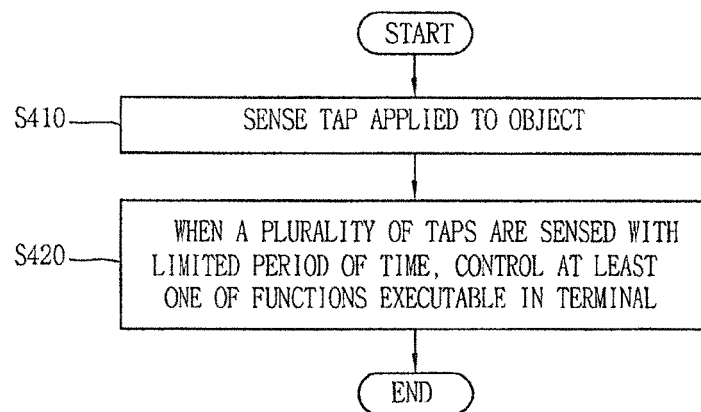 START
S410
SENSE TAP APPLIED TO OBJECT
S420
WHEN A PLURALITY OF TAPS ARE SENSED WITH
LIMITED PERIOD OF TIME, CONTROL AT LEAST
ONE OF FUNCTIONS EXECUTABLE IN TERMINAL
END